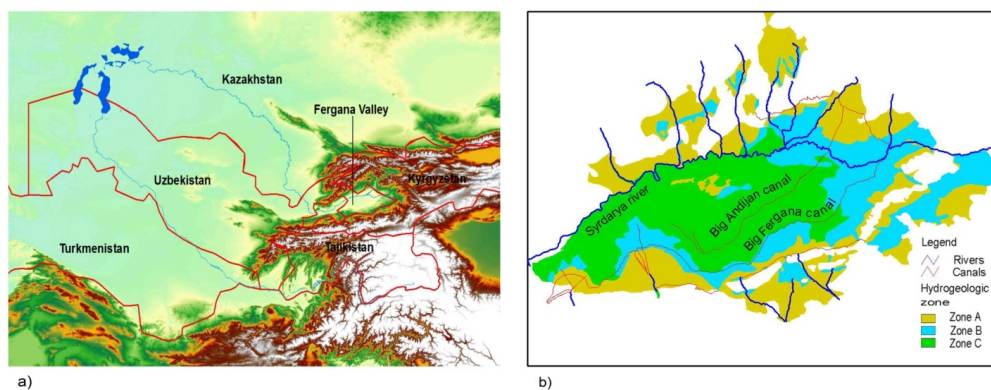 Kazakhstan
Fergana Valley
Uzbekistan
Kyrgyzstan
Turkmenistan
Tajikistan
a)
Syrdarya river
Big Andijan canal
Big Fergana canal
Legend
Rivers
Canals
Hydrogeologic
zone
Zone A
Zone B
Zone C
b)